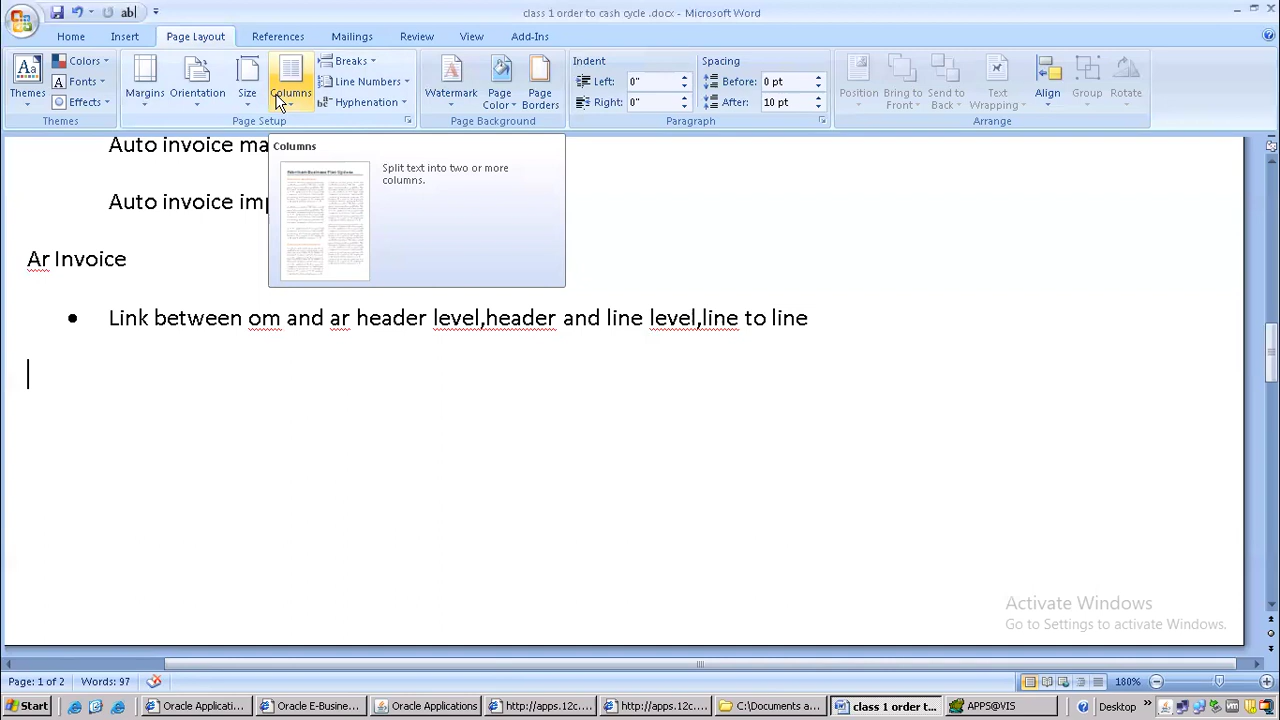 class 1 order to cash cycle .docx - Microsoft Word
Home Insert Page Layout References Mailings Review View Add-Ins
Themes Colors Fonts Effects
Margins Orientation Size Columns Breaks Line Numbers Hyphenation
Watermark Page Color Page Borders
Indent Left: 0" Right: 0"
Spacing Before: 0 pt After: 10 pt
Position Bring to Front Send to Back Text Wrapping Align Group Rotate
Themes Page Setup Page Background Paragraph Arrange
Auto invoice ma
Columns
Split text into two or more
columns.
Auto invoice imp
Ar Invoice
• Link between om and ar header level,header and line level,line to line
Activate Windows
Go to Settings to activate Windows.
Page: 1 of 2 Words: 97 180%
Start Oracle Applicati... Oracle E-Busine... Oracle Applications http://apps.12c.... http://apps.12c.... C:\Documents a... class 1 order t... APPS@VIS Desktop